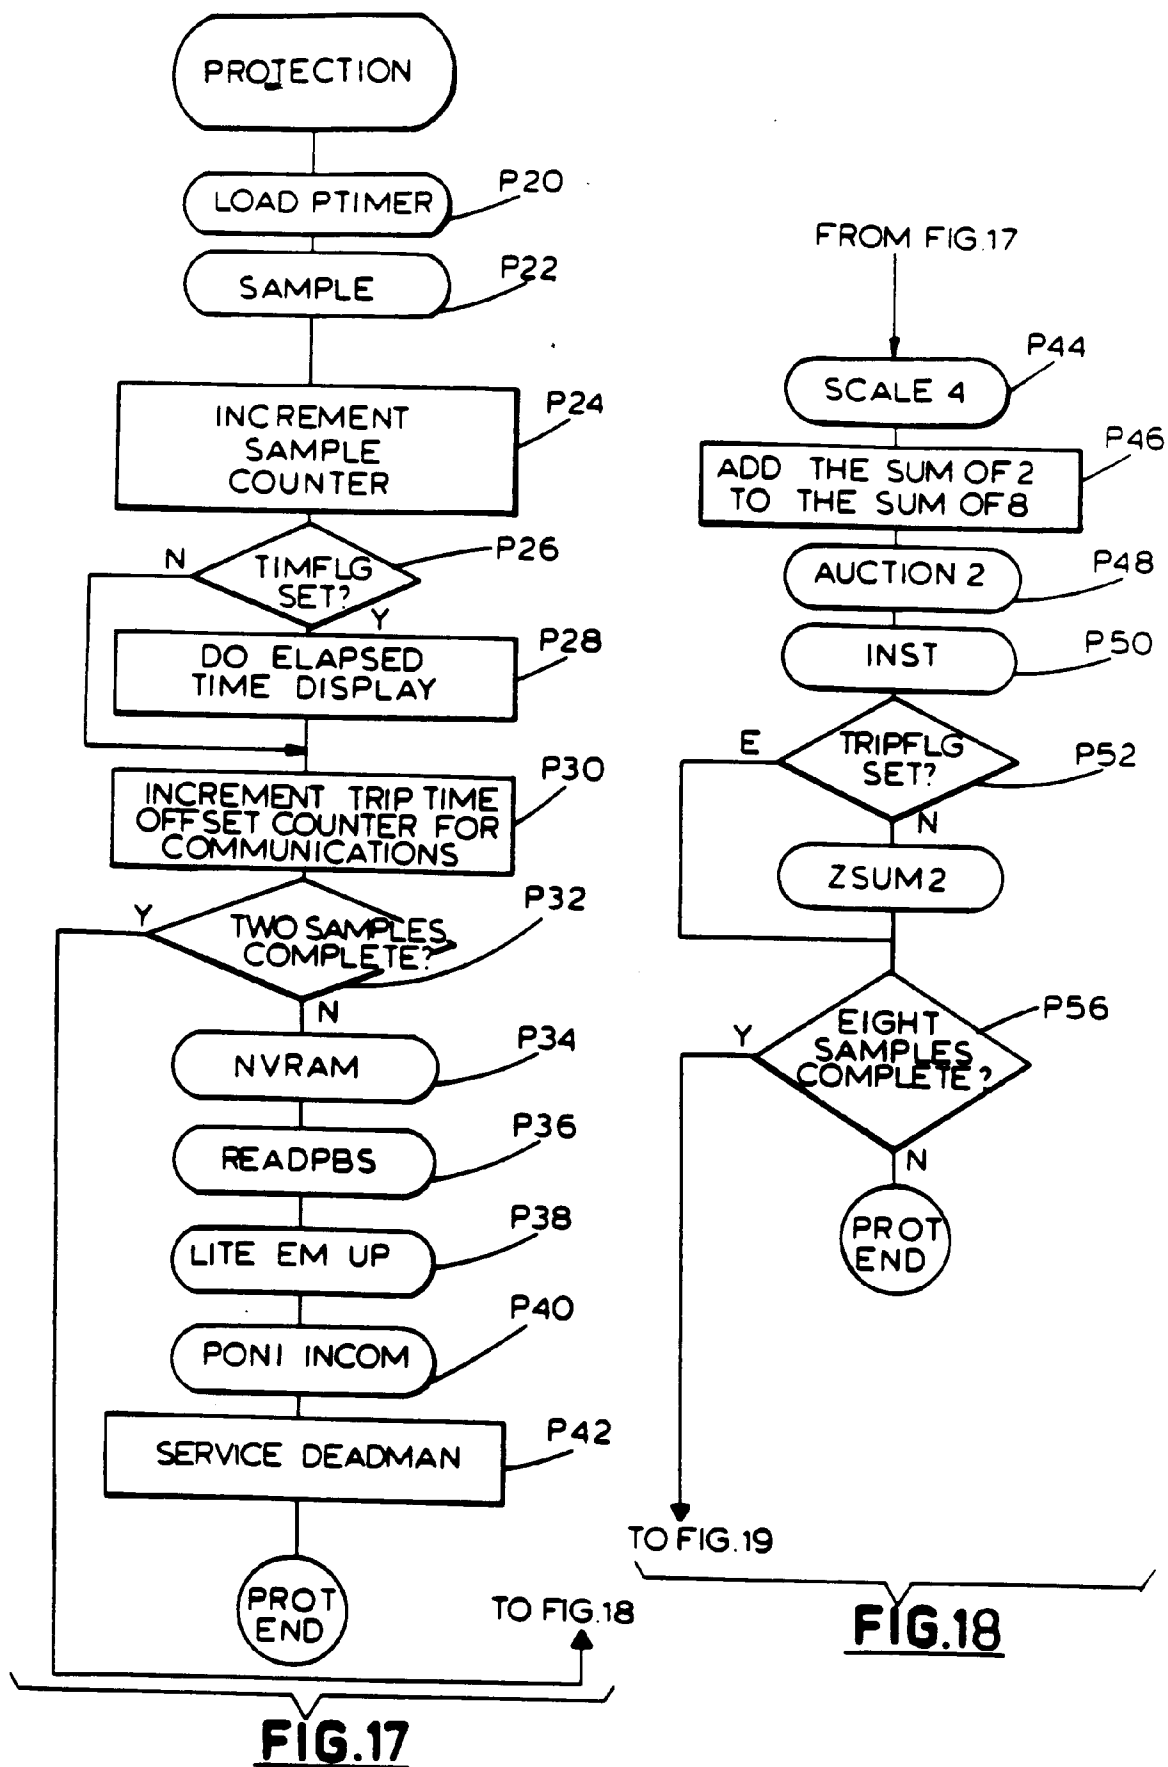 PROTECTION
LOAD PTIMER
P20
SAMPLE
P22
INCREMENT
SAMPLE
COUNTER
P24
TIMFLG
SET?
P26
N
Y
DO ELAPSED
TIME DISPLAY
P28
INCREMENT TRIP TIME
OFFSET COUNTER FOR
COMMUNICATIONS
P30
TWO SAMPLES
COMPLETE?
P32
Y
N
NVRAM
P34
READPBS
P36
LITE EM UP
P38
PONI INCOM
P40
SERVICE DEADMAN
P42
PROT
END
TO FIG.18
FIG.17
FROM FIG.17
SCALE 4
P44
ADD THE SUM OF 2
TO THE SUM OF 8
P46
AUCTION 2
P48
INST
P50
TRIPFLG
SET?
P52
E
N
ZSUM2
EIGHT
SAMPLES
COMPLETE?
P56
Y
N
PROT
END
TO FIG.19
FIG.18